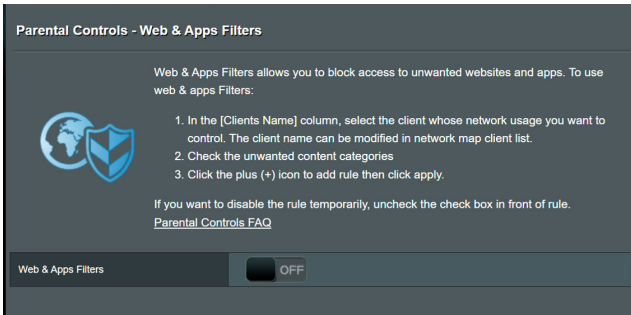 Parental Controls - Web & Apps Filters
Web & Apps Filters allows you to block access to unwanted websites and apps. To use
web & apps Filters:
1. In the [Clients Name] column, select the client whose network usage you want to
control. The client name can be modified in network map client list.
2. Check the unwanted content categories
3. Click the plus (+) icon to add rule then click apply.
If you want to disable the rule temporarily, uncheck the check box in front of rule.
Parental Controls FAQ
Web & Apps Filters
OFF